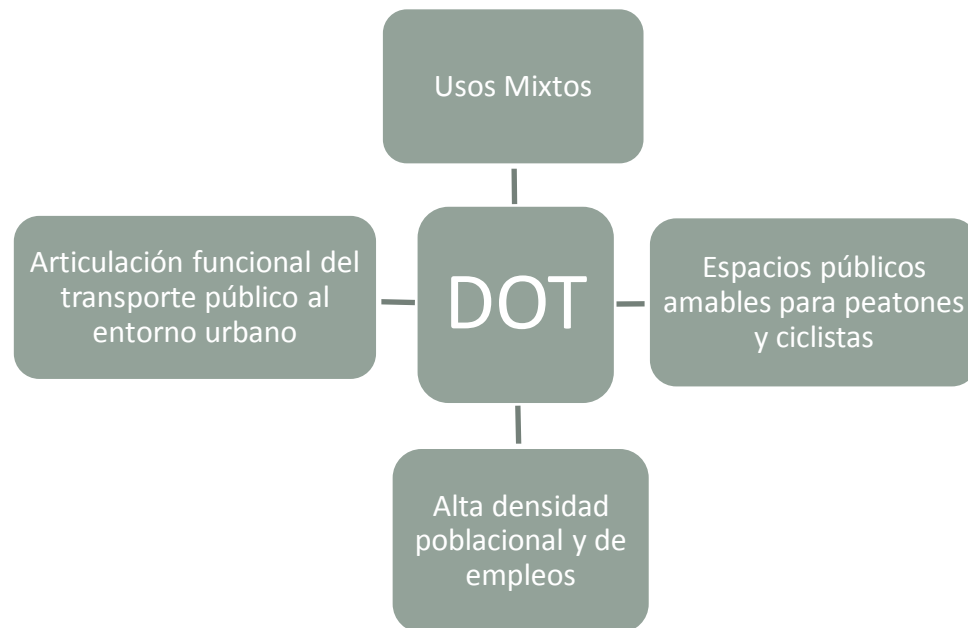 Usos Mixtos
Articulación funcional del
transporte público al
entorno urbano
DOT
Espacios públicos
amables para peatones
y ciclistas
Alta densidad
poblacional y de
empleos